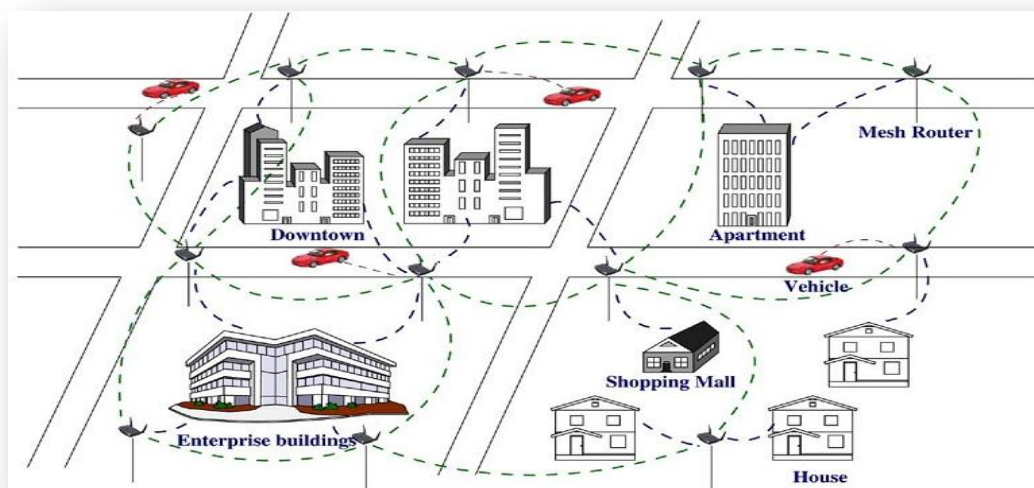 Mesh Router
Downtown
Apartment
Vehicle
Shopping Mall
Enterprise buildings
House